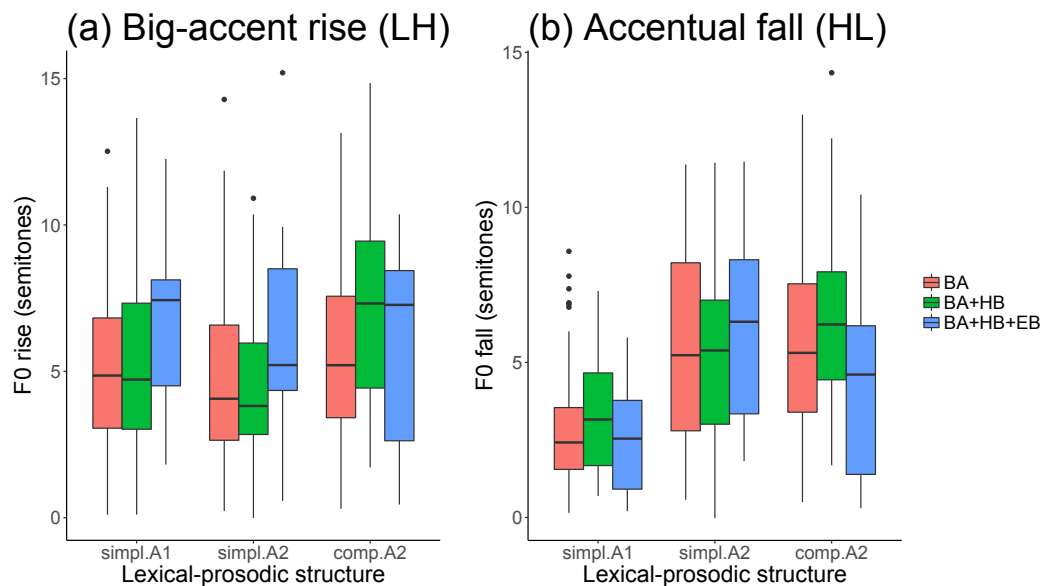 (a) Big-accent rise (LH)
F0 rise (semitones)
15
10
5
0
simpl.A1 simpl.A2 comp.A2
Lexical-prosodic structure
(b) Accentual fall (HL)
F0 fall (semitones)
15
10
5
0
simpl.A1 simpl.A2 comp.A2
Lexical-prosodic structure
BA
BA+HB
BA+HB+EB